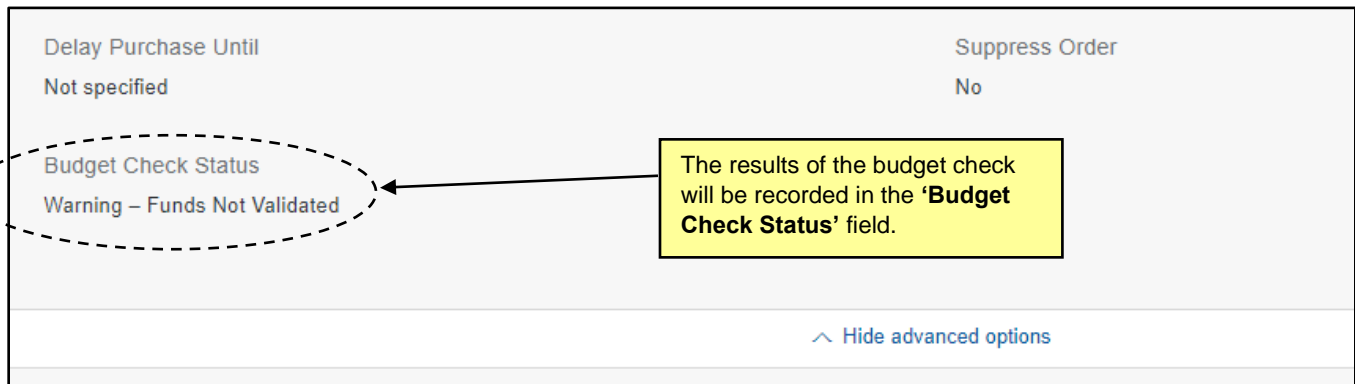 Delay Purchase Until
Suppress Order
Not specified
No
Budget Check Status
Warning – Funds Not Validated
The results of the budget check
will be recorded in the ‘Budget
Check Status’ field.
Hide advanced options